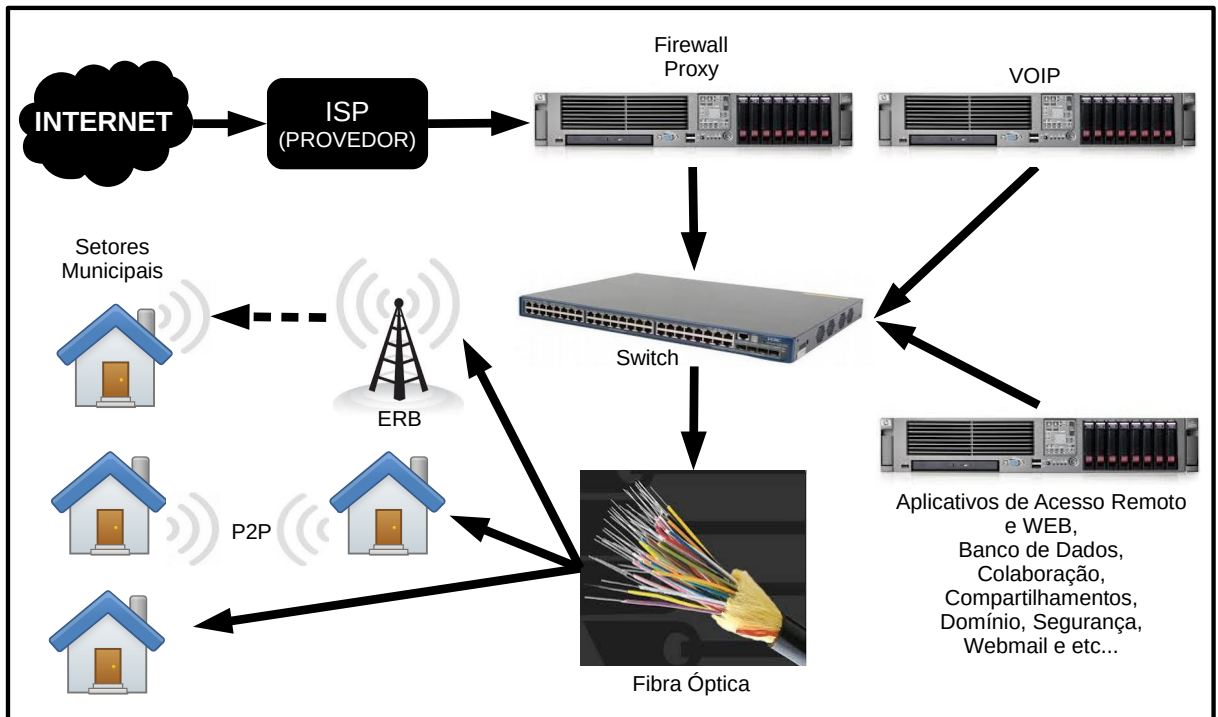 Firewall
Proxy
VOIP
INTERNET
ISP
(PROVEDOR)
Setores
Municipais
Switch
ERB
P2P
Aplicativos de Acesso Remoto
e WEB,
Banco de Dados,
Colaboração,
Compartilhamentos,
Domínio, Segurança,
Webmail e etc...
Fibra Óptica